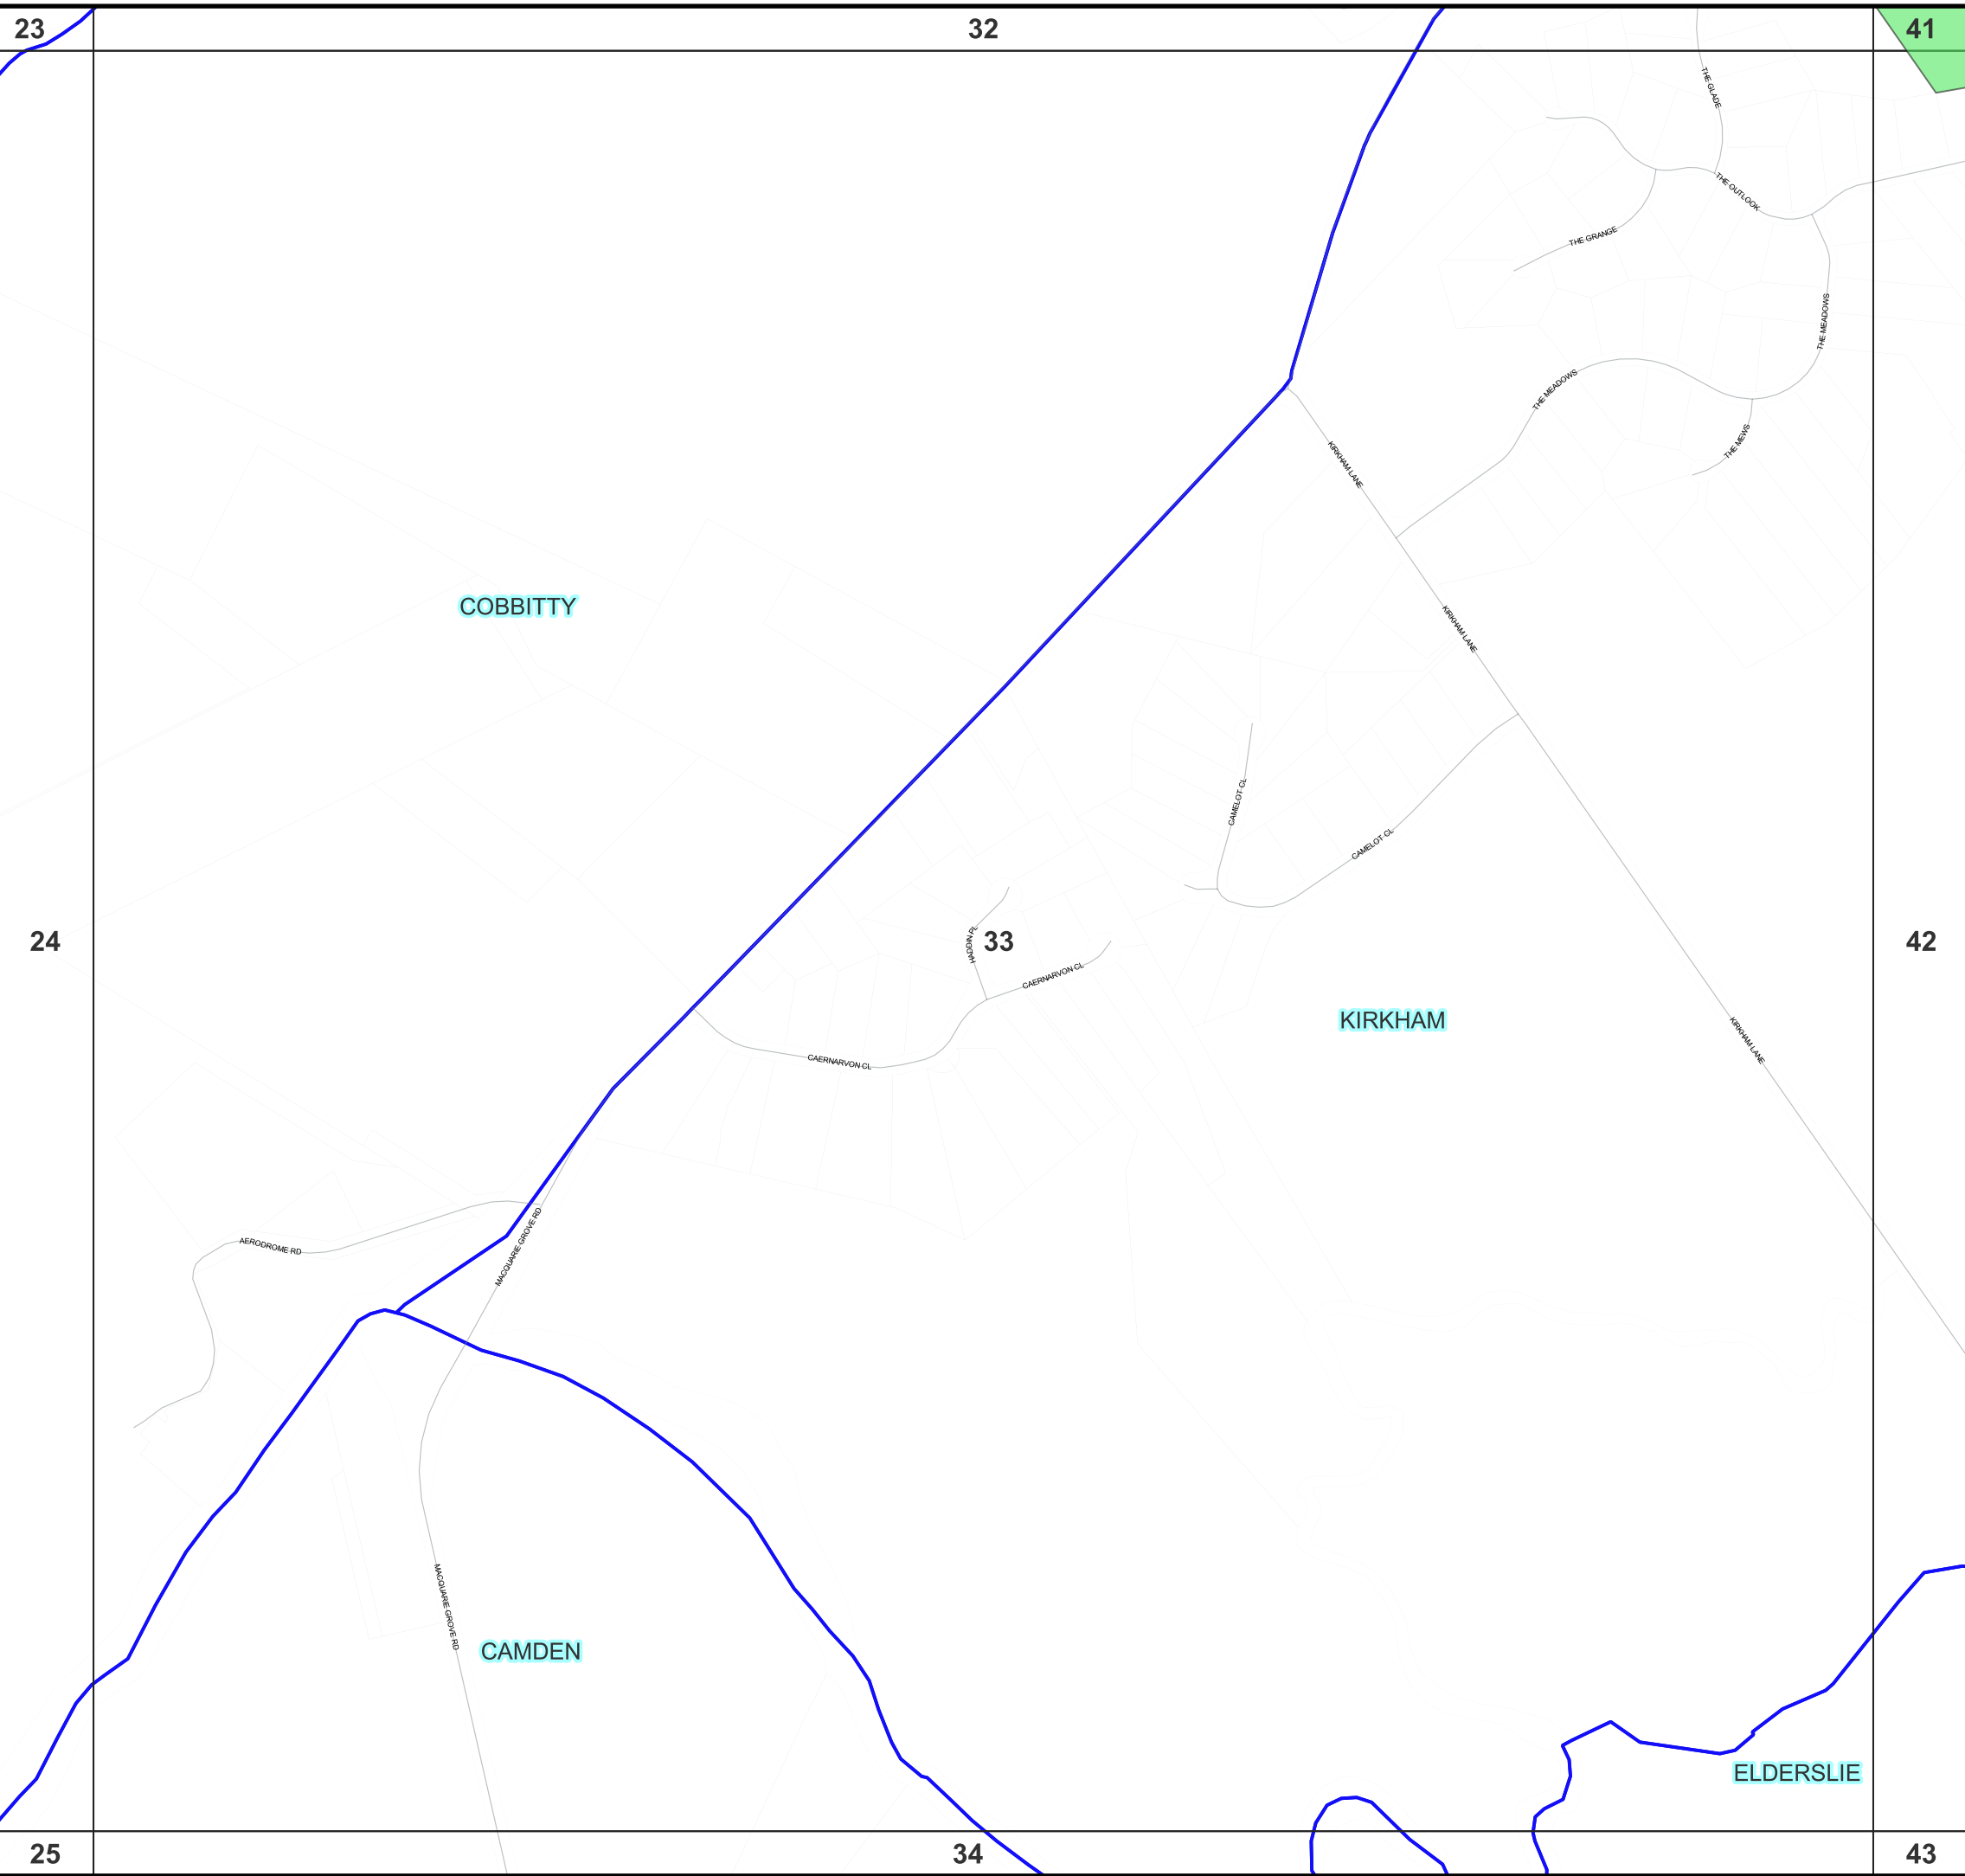 23
32
41
THE GLADE
THE OUTLOOK
THE GRANGE
THE MEADOWS
THE MEADOWS
THE MEWS
KIRKHAM LANE
COBBITTY
KIRKHAM LANE
CAMELOT CL
CAMELOT CL
24
HADDIN PL
33
42
CAERNARVON CL
KIRKHAM
KIRKHAM LANE
CAERNARVON CL
AERODROME RD
MACQUARIE GROVE RD
MACQUARIE GROVE RD
CAMDEN
ELDERSLIE
25
34
43